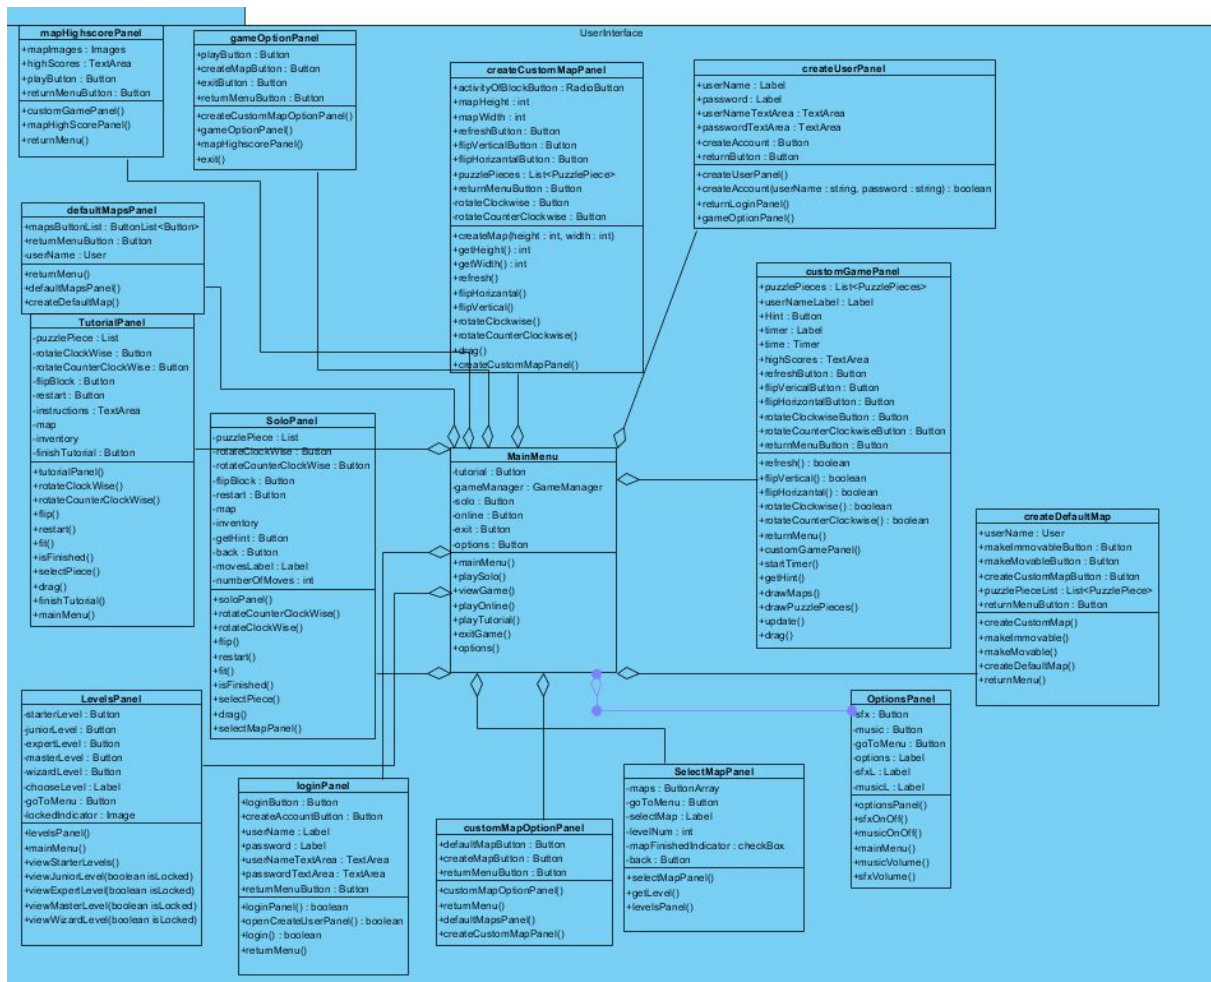 UserInterface
mapHighscorePanel
+mapImages : Images
+highScores : TextArea
+playButton : Button
+returnMenuButton : Button
+customGamePanel()
+mapHighScorePanel()
+returnMenu()
gameOptionPanel
+playButton : Button
+createMapButton : Button
+exitButton : Button
+returnMenuButton : Button
+createCustomMapOptionPanel()
+gameOptionPanel()
+mapHighscorePanel()
+exit()
createCustomMapPanel
+activityOfBlockButton : RadioButton
+mapHeight : int
+mapWidth : int
+refreshButton : Button
+flipVerticalButton : Button
+flipHorizantalButton : Button
+puzzlePieces : List<PuzzlePiece>
+returnMenuButton : Button
-rotateClockwise : Button
-rotateCounterClockwise : Button
+createMap(height : int, width : int)
+getHeight() : int
+getWidth() : int
+refresh()
+flipHorizantal()
+flipVertical()
+rotateClockwise()
+rotateCounterClockwise()
+drag()
+createCustomMapPanel()
createUserPanel
+userName : Label
+password : Label
+userNameTextArea : TextArea
+passwordTextArea : TextArea
+createAccount : Button
+returnButton : Button
+createUserPanel()
+createAccount(userName : string, password : string) : boolean
+returnLoginPanel()
+gameOptionPanel()
defaultMapsPanel
+mapsButtonList : ButtonList<Button>
+returnMenuButton : Button
-userName : User
+returnMenu()
+defaultMapsPanel()
+createDefaultMap()
customGamePanel
+puzzlePieces : List<PuzzlePieces>
+userNameLabel : Label
+Hint : Button
+timer : Label
+time : Timer
+highScores : TextArea
+refreshButton : Button
+flipVericalButton : Button
+flipHorizontalButton : Button
+rotateClockwiseButton : Button
+rotateCounterClockwiseButton : Button
+returnMenuButton : Button
+refresh() : boolean
+flipVertical() : boolean
+flipHorizantal() : boolean
+rotateClockwise() : boolean
+rotateCounterClockwise() : boolean
+returnMenu()
+customGamePanel()
+startTimer()
+getHint()
+drawMaps()
+drawPuzzlePieces()
+update()
+drag()
TutorialPanel
-puzzlePiece : List
-rotateClockWise : Button
-rotateCounterClockWise : Button
-flipBlock : Button
-restart : Button
-instructions : TextArea
-map
-inventory
-finishTutorial : Button
+tutorialPanel()
+rotateClockWise()
+rotateCounterClockWise()
+flip()
+restart()
+fit()
+isFinished()
+selectPiece()
+drag()
+finishTutorial()
+mainMenu()
SoloPanel
-puzzlePiece : List
-rotateClockWise : Button
-rotateCounterClockWise : Button
-flipBlock : Button
-restart : Button
-map
-inventory
-getHint : Button
-back : Button
-movesLabel : Label
-numberOfMoves : int
+soloPanel()
+rotateCounterClockWise()
+rotateClockWise()
+flip()
+restart()
+fit()
+isFinished()
+selectPiece()
+drag()
+selectMapPanel()
MainMenu
-tutorial : Button
-gameManager : GameManager
-solo : Button
-online : Button
-exit : Button
-options : Button
+mainMenu()
+playSolo()
+viewGame()
+playOnline()
+playTutorial()
+exitGame()
+options()
createDefaultMap
+userName : User
+makeImmovableButton : Button
+makeMovableButton : Button
+createCustomMapButton : Button
+puzzlePieceList : List<PuzzlePiece>
+returnMenuButton : Button
+createCustomMap()
+makeImmovable()
+makeMovable()
+createDefaultMap()
+returnMenu()
LevelsPanel
-starterLevel : Button
-juniorLevel : Button
-expertLevel : Button
-masterLevel : Button
-wizardLevel : Button
-chooseLevel : Label
-goToMenu : Button
-lockedIndicator : Image
+levelsPanel()
+mainMenu()
+viewStarterLevels()
+viewJuniorLevel(boolean isLocked)
+viewExpertLevel(boolean isLocked)
+viewMasterLevel(boolean isLocked)
+viewWizardLevel(boolean isLocked)
loginPanel
+loginButton : Button
+createAccountButton : Button
+userName : Label
+password : Label
+userNameTextArea : TextArea
+passwordTextArea : TextArea
+returnMenuButton : Button
+loginPanel() : boolean
+openCreateUserPanel() : boolean
+login() : boolean
+returnMenu()
customMapOptionPanel
+defaultMapButton : Button
+createMapButton : Button
+returnMenuButton : Button
+customMapOptionPanel()
+returnMenu()
+defaultMapsPanel()
+createCustomMapPanel()
SelectMapPanel
-maps : ButtonArray
-goToMenu : Button
-selectMap : Label
-levelNum : int
-mapFinishedIndicator : checkBox
-back : Button
+selectMapPanel()
+getLevel()
+levelsPanel()
OptionsPanel
-sfx : Button
-music : Button
-goToMenu : Button
-options : Label
-sfxL : Label
-musicL : Label
+optionsPanel()
+sfxOnOff()
+musicOnOff()
+mainMenu()
+musicVolume()
+sfxVolume()